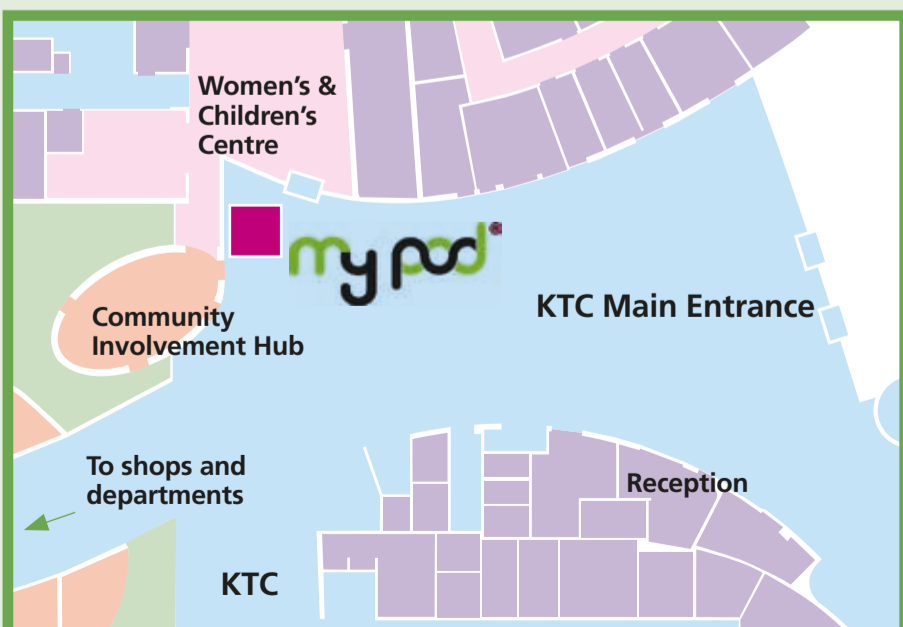 Women's &
Children's
Centre
my pod
KTC Main Entrance
Community
Involvement Hub
To shops and
departments
Reception
KTC